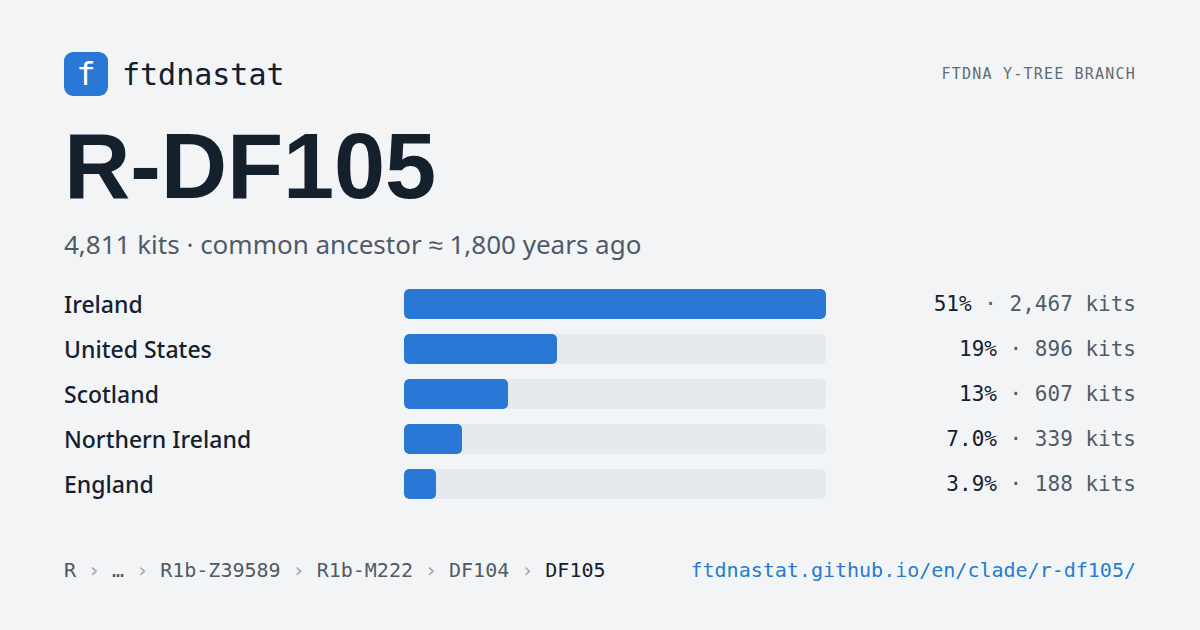 f ftdnastat
FTDNA Y-TREE BRANCH
R-DF105
4,811 kits · common ancestor ≈ 1,800 years ago
Ireland 51% · 2,467 kits
United States 19% · 896 kits
Scotland 13% · 607 kits
Northern Ireland 7.0% · 339 kits
England 3.9% · 188 kits
R › … › R1b-Z39589 › R1b-M222 › DF104 › DF105
ftdnastat.github.io/en/clade/r-df105/